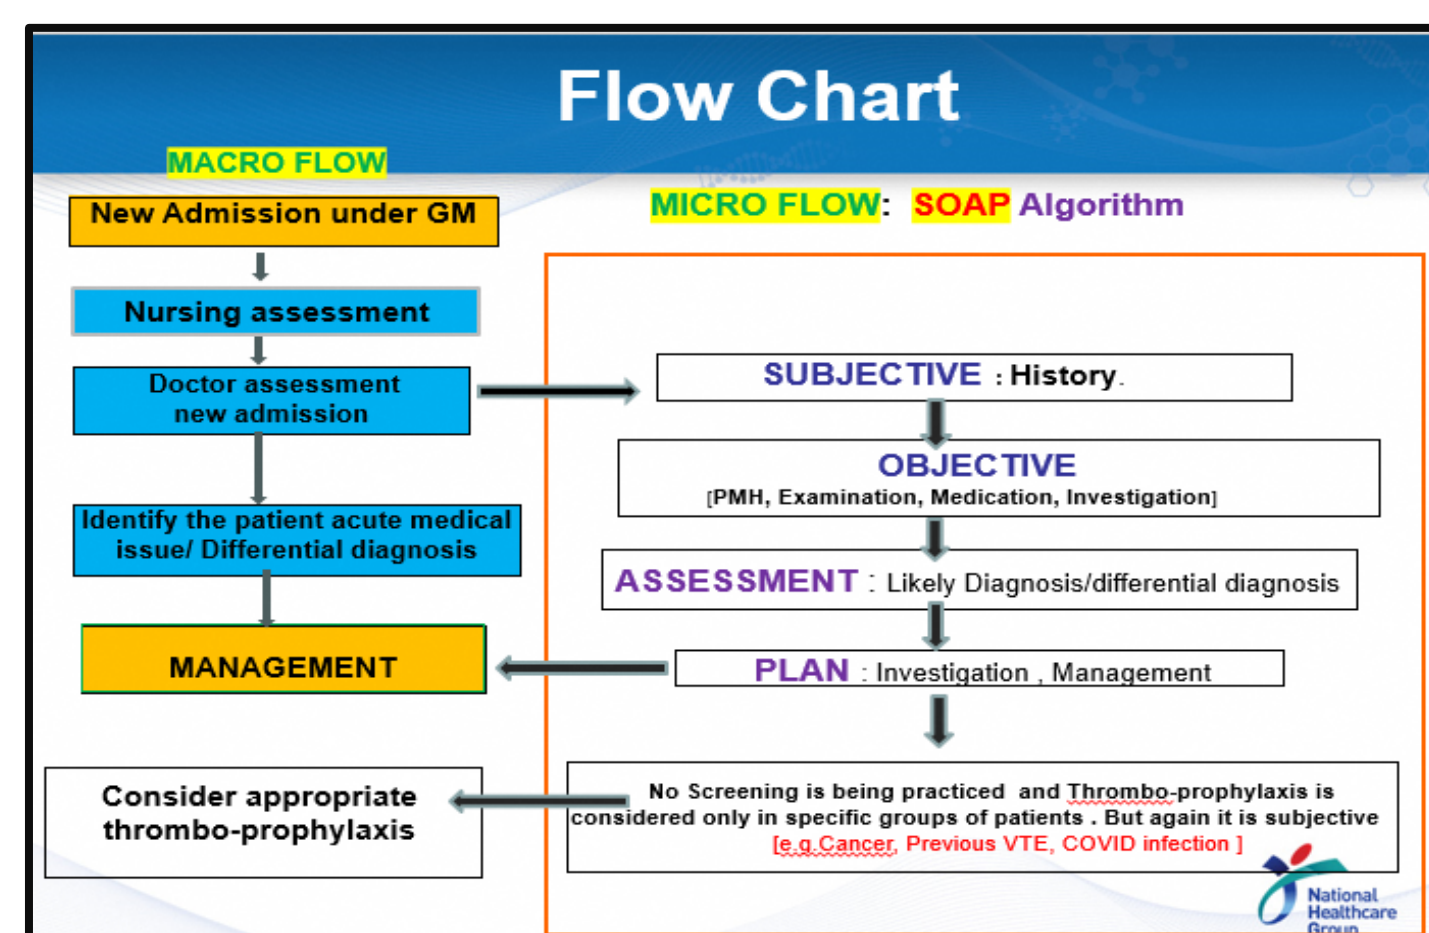 Flow Chart
MACRO FLOW
New Admission under GM
Nursing assessment
Doctor assessment
new admission
Identify the patient acute medical
issue/ Differential diagnosis
MANAGEMENT
Consider appropriate
thrombo-prophylaxis
MICRO FLOW: SOAP Algorithm
SUBJECTIVE : History.
OBJECTIVE
[PMH, Examination, Medication, Investigation]
ASSESSMENT : Likely Diagnosis/differential diagnosis
PLAN : Investigation , Management
No Screening is being practiced and Thrombo-prophylaxis is
considered only in specific groups of patients . But again it is subjective
[e.g.Cancer, Previous VTE, COVID infection ]
National
Healthcare
Group